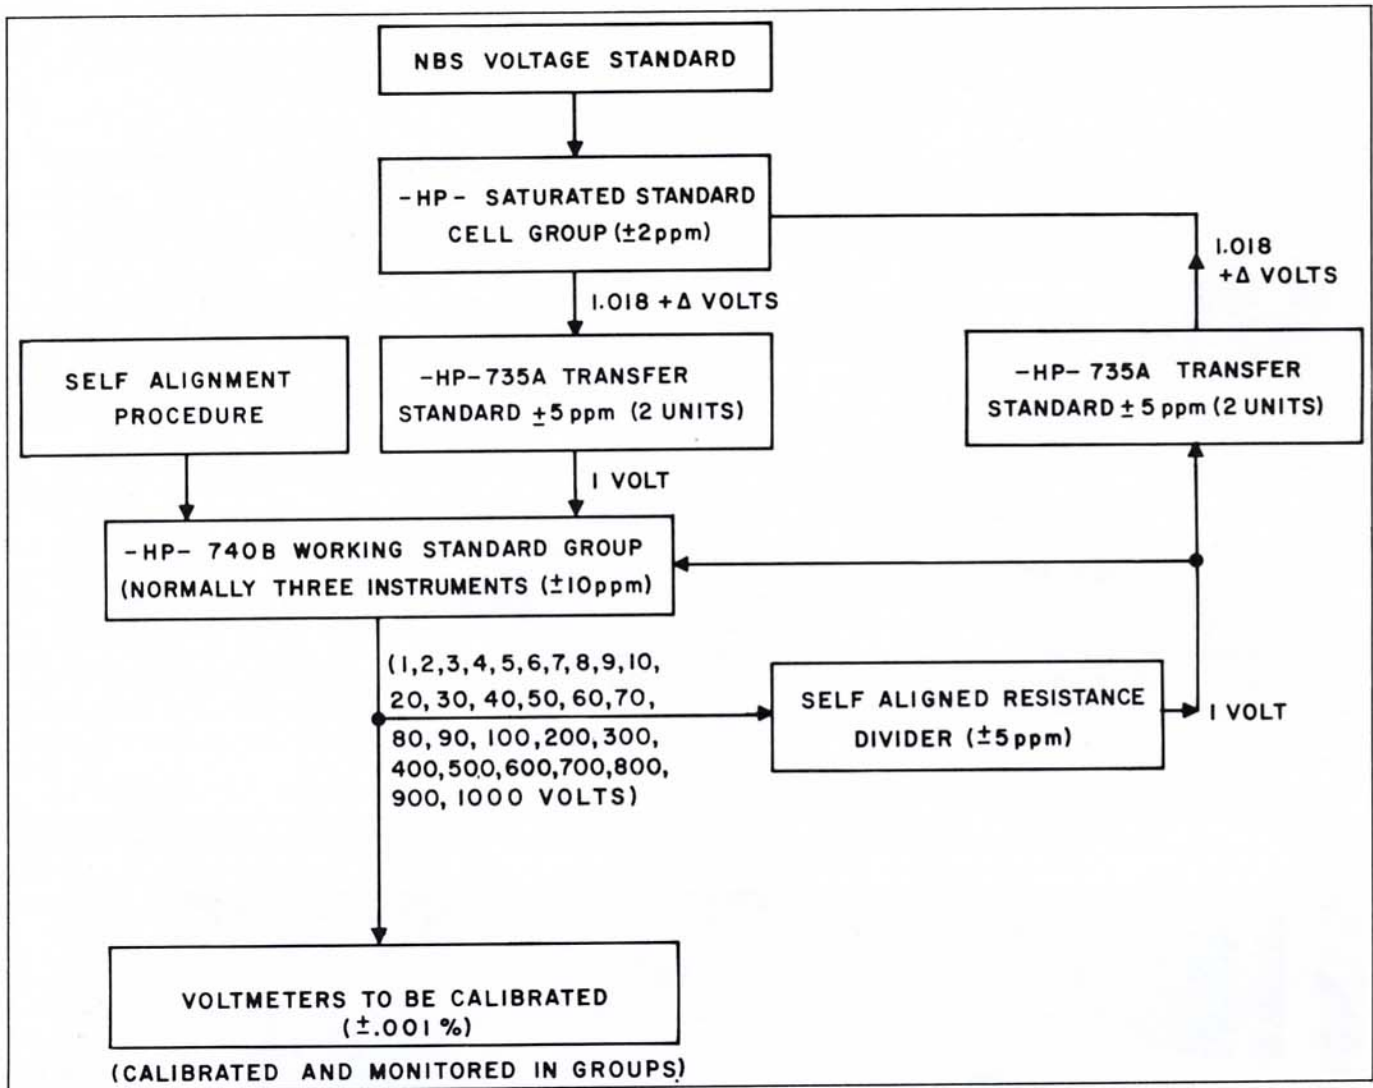 NBS VOLTAGE STANDARD
-HP- SATURATED STANDARD
CELL GROUP (±2ppm)
1.018 +Δ VOLTS
1.018
+Δ VOLTS
SELF ALIGNMENT
PROCEDURE
-HP-735A TRANSFER
STANDARD ±5 ppm (2 UNITS)
-HP-735A TRANSFER
STANDARD ± 5 ppm (2 UNITS)
1 VOLT
-HP- 740B WORKING STANDARD GROUP
(NORMALLY THREE INSTRUMENTS (±10ppm)
(1,2,3,4,5,6,7,8,9,10,
20, 30, 40,50, 60,70,
80, 90, 100,200,300,
400,500,600,700,800,
900, 1000 VOLTS)
SELF ALIGNED RESISTANCE
DIVIDER (±5ppm)
1 VOLT
VOLTMETERS TO BE CALIBRATED
(±.001%)
(CALIBRATED AND MONITORED IN GROUPS)